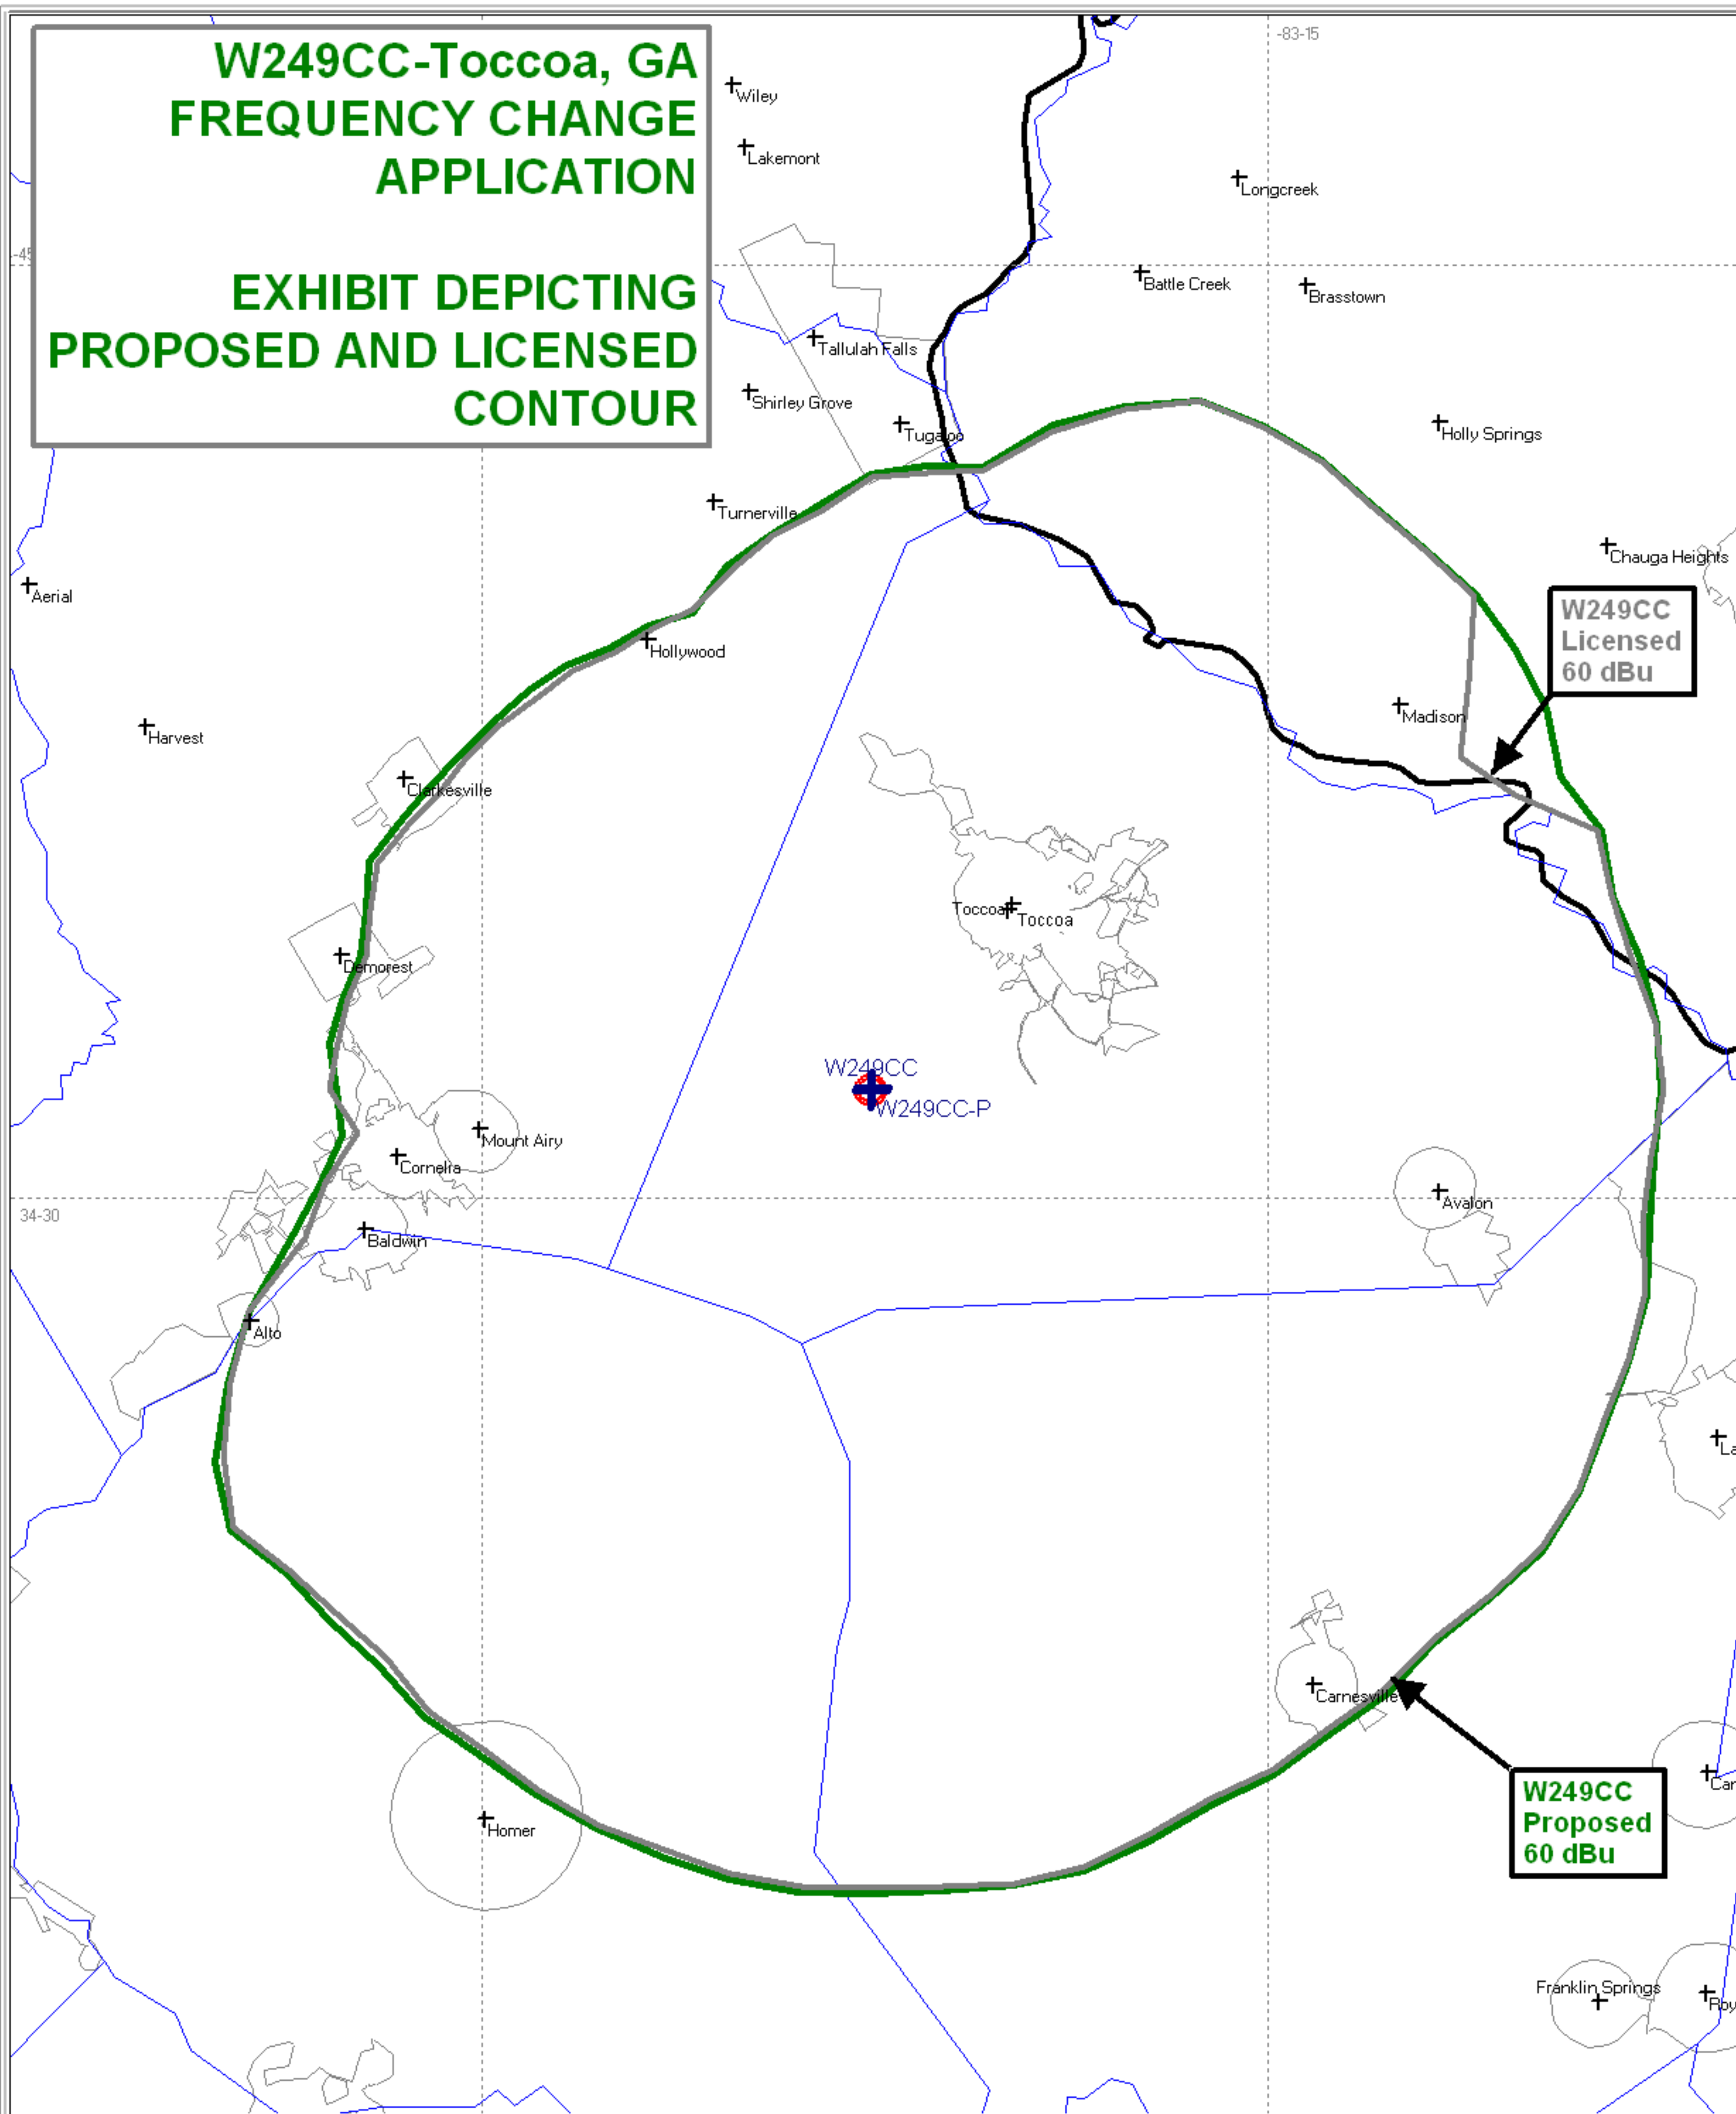 W249CC-Toccoa, GA
FREQUENCY CHANGE
APPLICATION
EXHIBIT DEPICTING
PROPOSED AND LICENSED
CONTOUR
-83-15
Wiley
Lakemont
Longcreek
Battle Creek
Brasstown
Tallulah Falls
Shirley Grove
Tugaloo
Holly Springs
Turnerville
Chauga Heights
Aerial
W249CC
Licensed
60 dBu
Hollywood
Madison
Harvest
Clarkesville
Toccoa
Toccoa
Demorest
W249CC
W249CC-P
Mount Airy
Cornelia
Avalon
34-30
Baldwin
Alto
La
Carnesville
W249CC
Proposed
60 dBu
Car
Homer
Franklin Springs
Roy